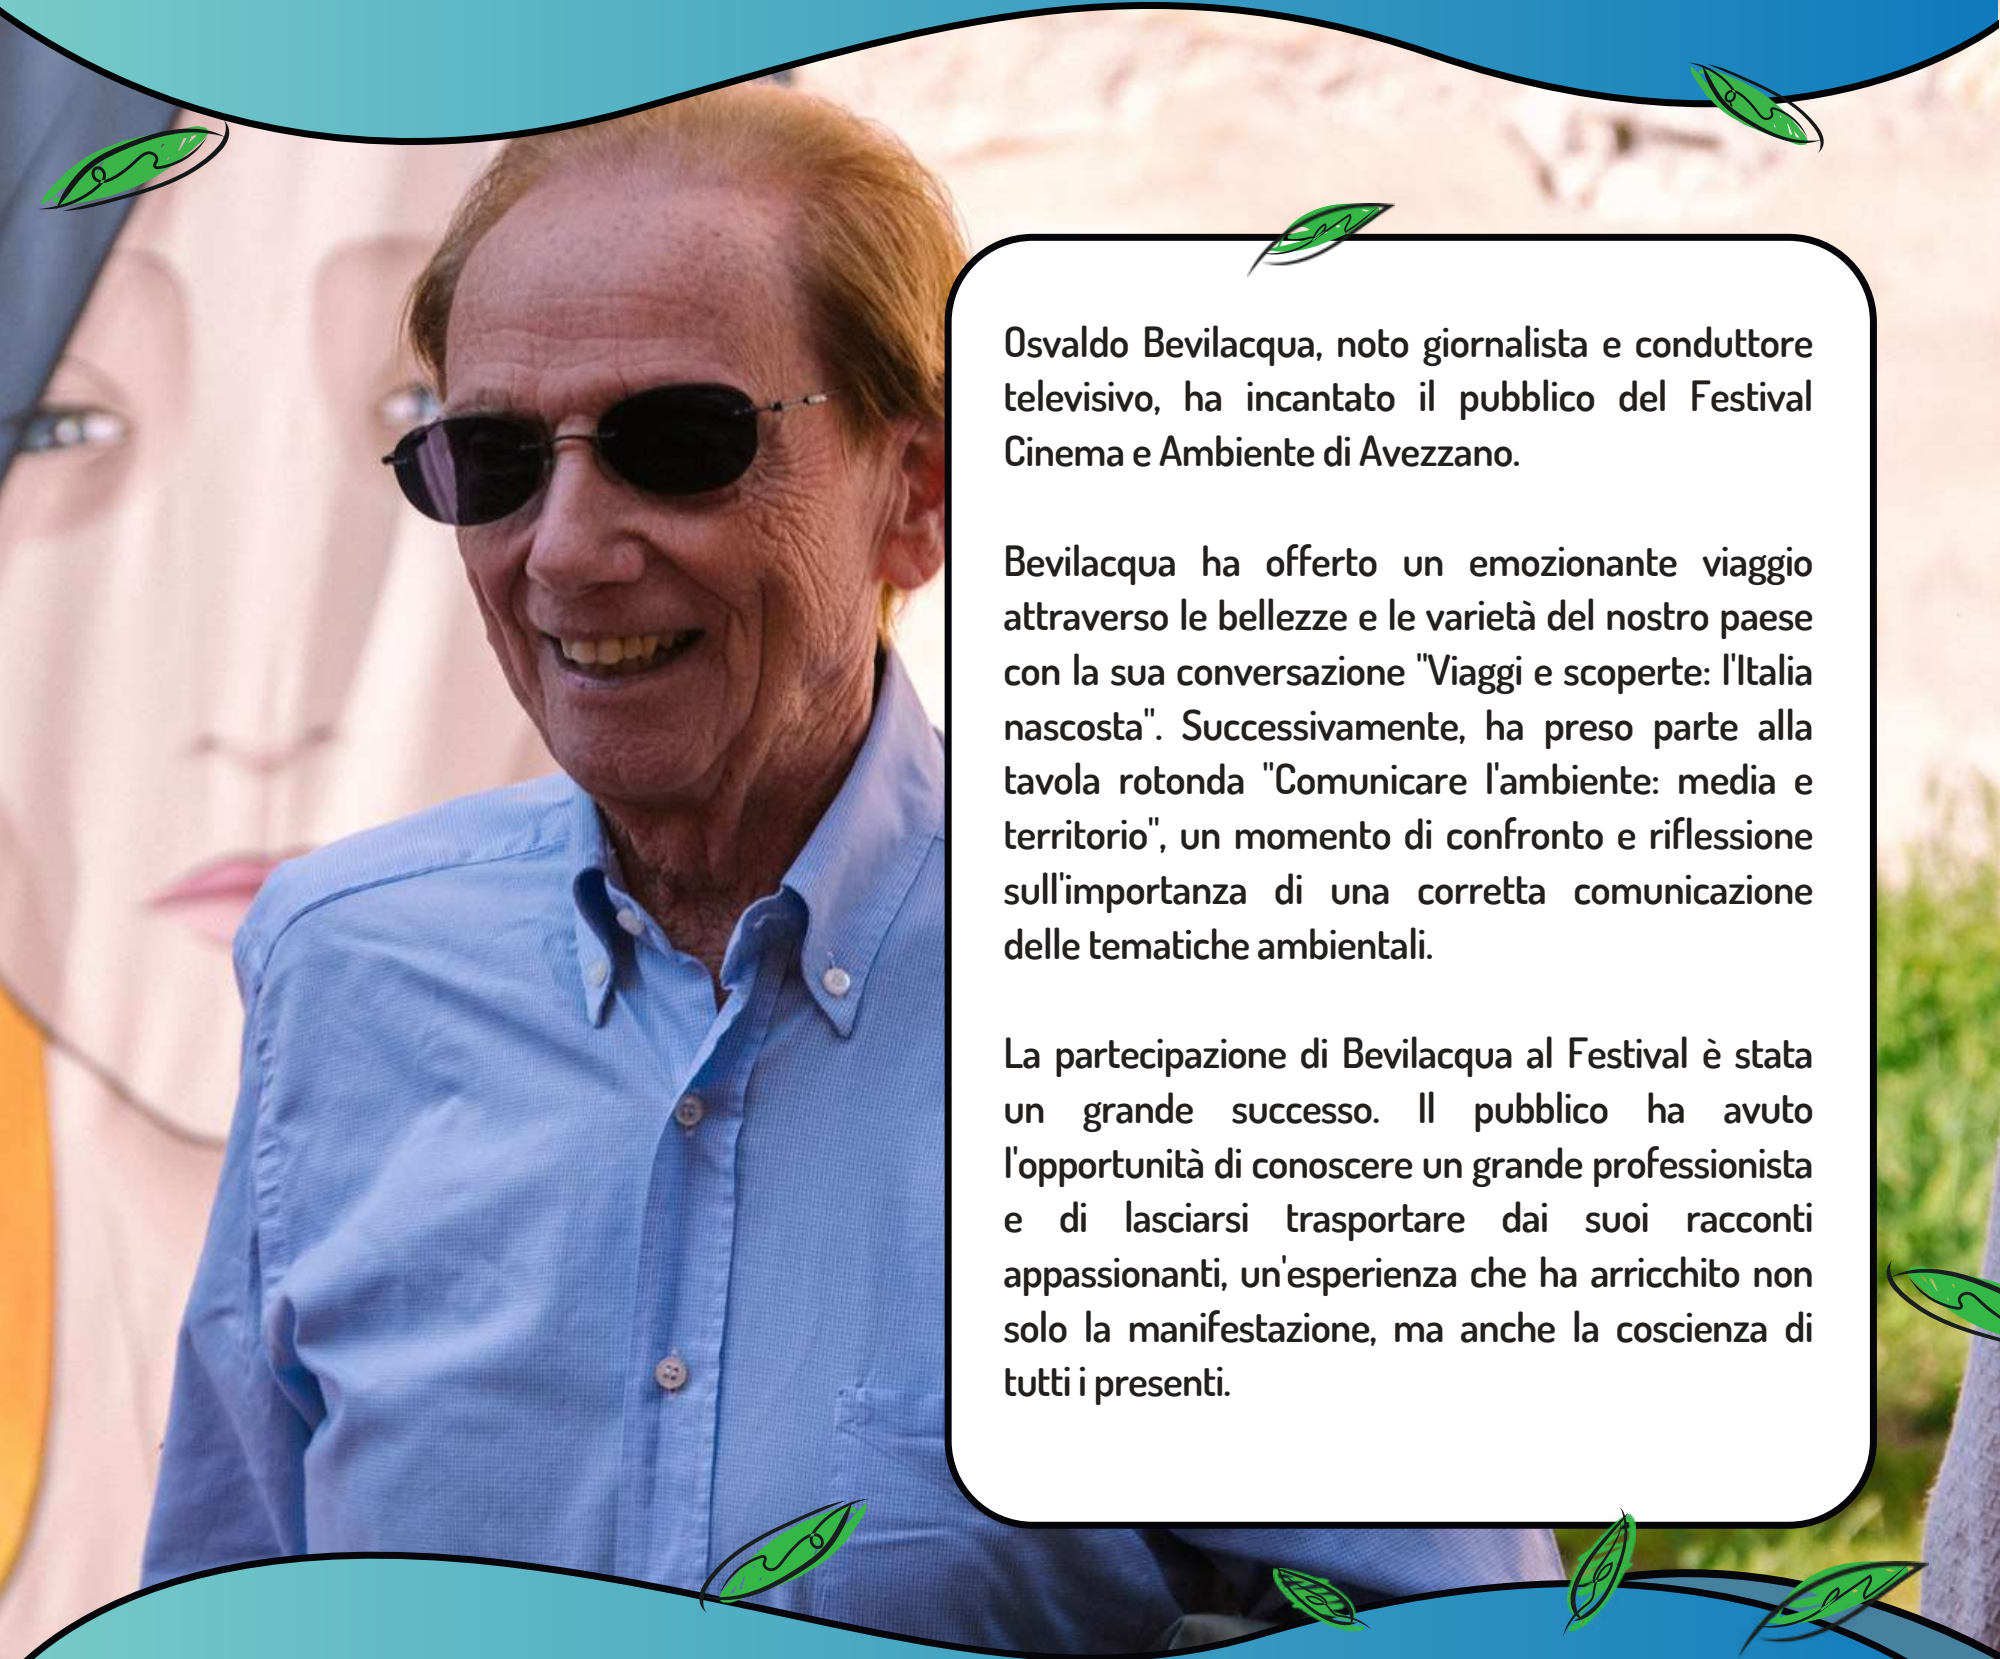 Osvaldo Bevilacqua, noto giornalista e conduttore
televisivo, ha incantato il pubblico del Festival
Cinema e Ambiente di Avezzano.
Bevilacqua ha offerto un emozionante viaggio
attraverso le bellezze e le varietà del nostro paese
con la sua conversazione "Viaggi e scoperte: l'Italia
nascosta". Successivamente, ha preso parte alla
tavola rotonda "Comunicare l'ambiente: media e
territorio", un momento di confronto e riflessione
sull'importanza di una corretta comunicazione
delle tematiche ambientali.
La partecipazione di Bevilacqua al Festival è stata
un grande successo. Il pubblico ha avuto
l'opportunità di conoscere un grande professionista
e di lasciarsi trasportare dai suoi racconti
appassionanti, un'esperienza che ha arricchito non
solo la manifestazione, ma anche la coscienza di
tutti i presenti.